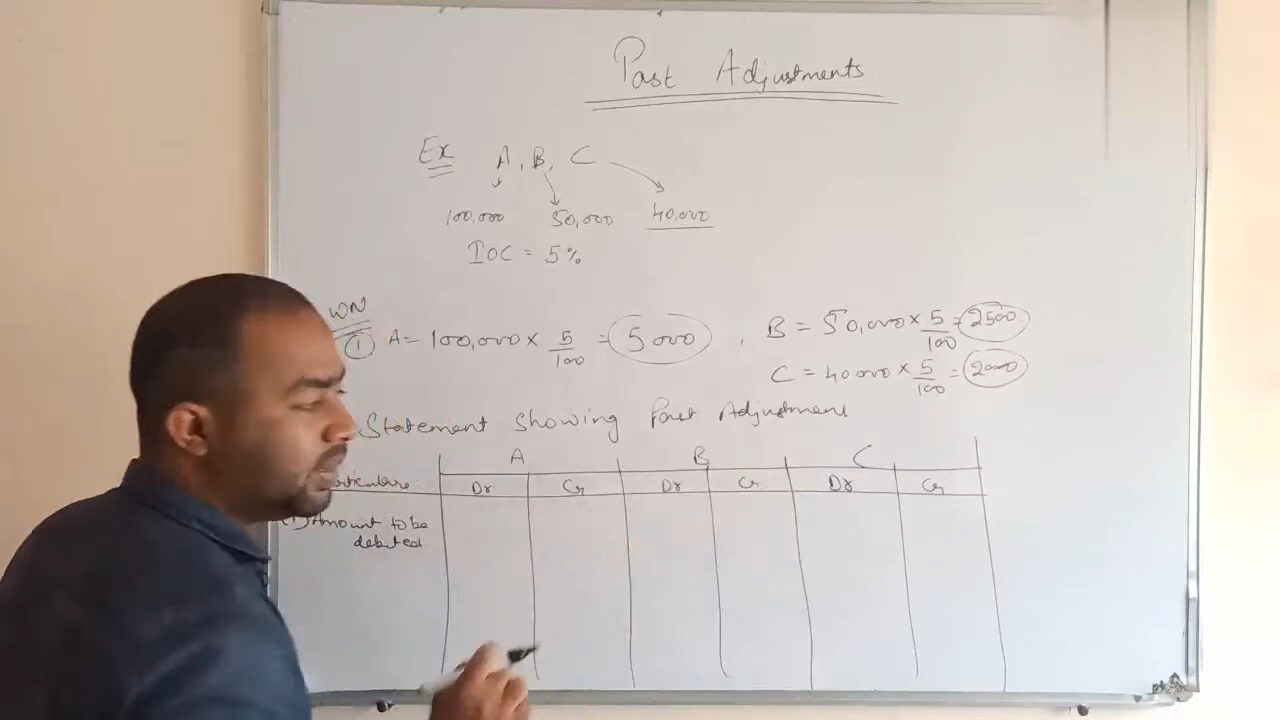 Past Adjustments
Ex A, B, C
100,000 50,000 40,000
IOC = 5%
WN
① A = 100,000 × 5/100 = 5000 , B = 50,000 × 5/100 = 2500
C = 40000 × 5/100 = 2000
Statement Showing Past Adjustment
A B C
Dr Cr Dr Cr Dr Cr
Amount to be
debited